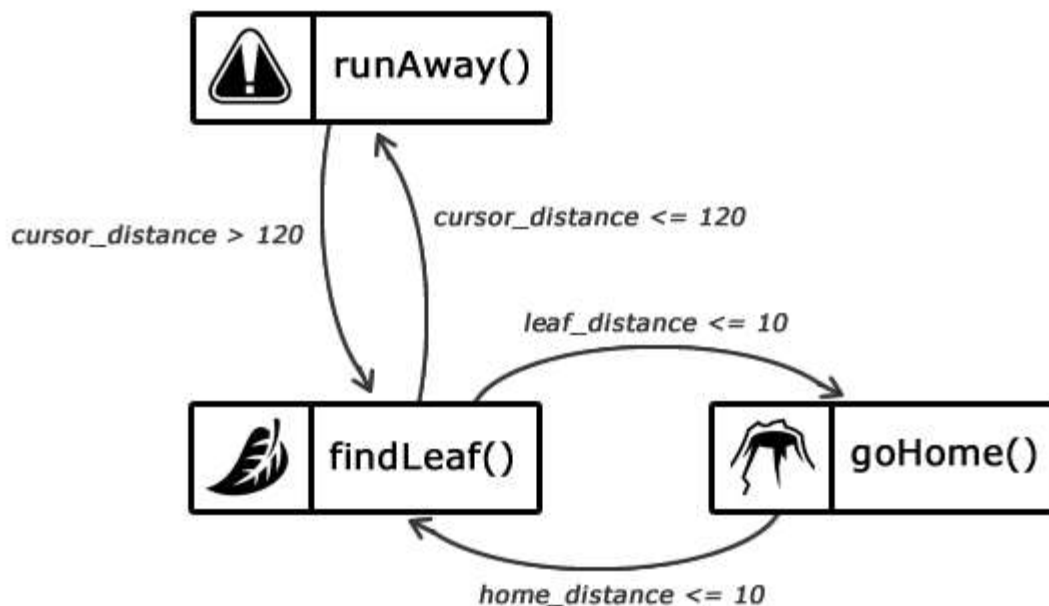 runAway()
cursor_distance > 120
cursor_distance <= 120
leaf_distance <= 10
findLeaf()
goHome()
home_distance <= 10